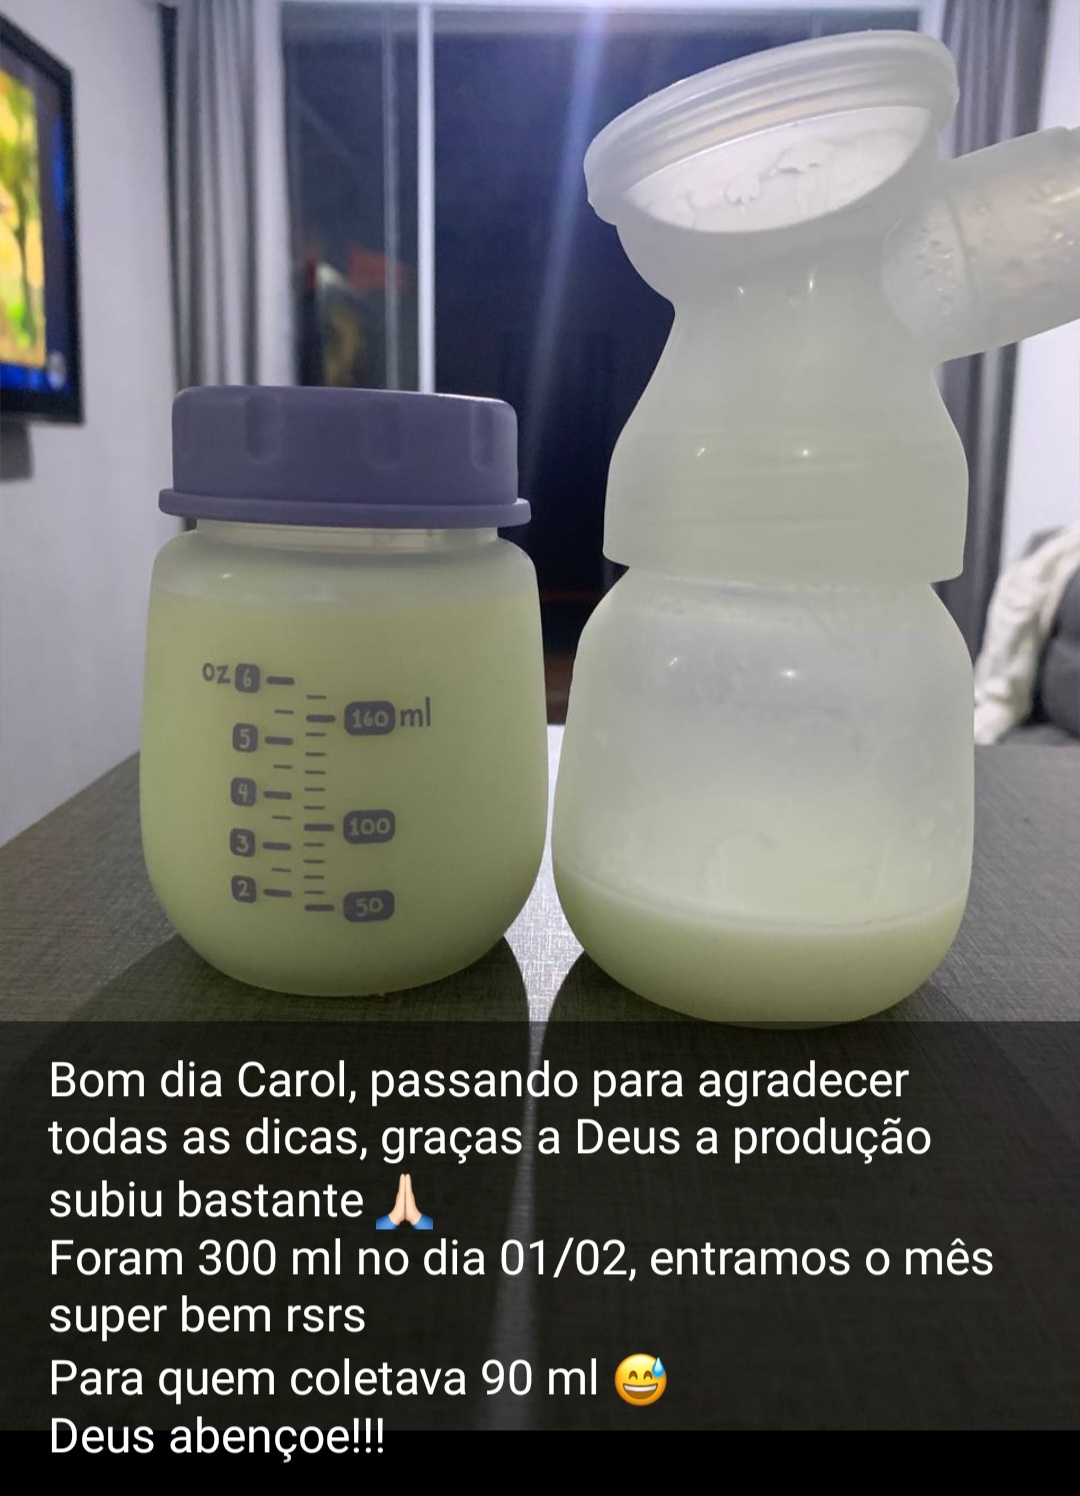 oz 6
160 ml
5
4
100
3
2
50
Bom dia Carol, passando para agradecer
todas as dicas, graças a Deus a produção
subiu bastante 🙏🏻
Foram 300 ml no dia 01/02, entramos o mês
super bem rsrs
Para quem coletava 90 ml 😅
Deus abençoe!!!